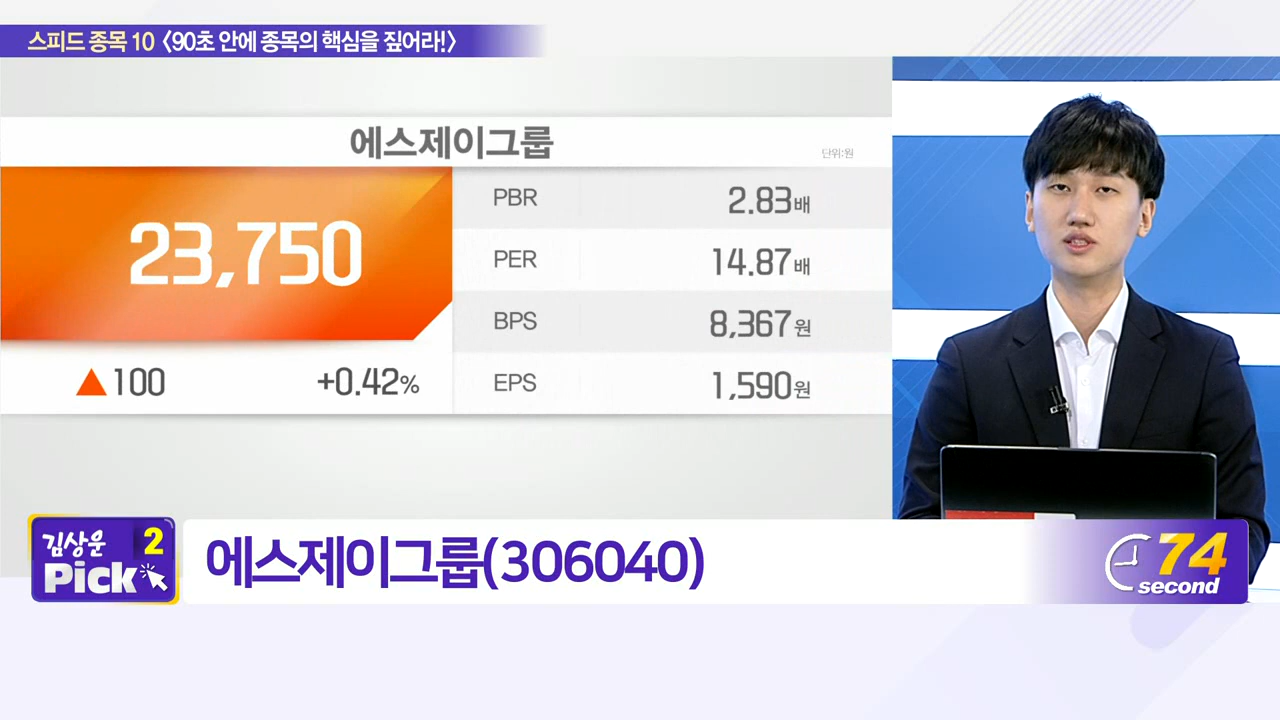 스피드 종목 10 〈90초 안에 종목의 핵심을 짚어라!〉
에스제이그룹
단위:원
23,750
▲100 +0.42%
PBR 2.83배
PER 14.87배
BPS 8,367원
EPS 1,590원
김상운 Pick 2
에스제이그룹(306040)
74 second